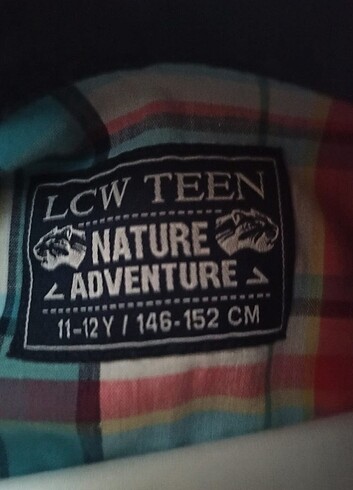 LCW TEEN
NATURE
ADVENTURE
11-12 Y / 146-152 CM